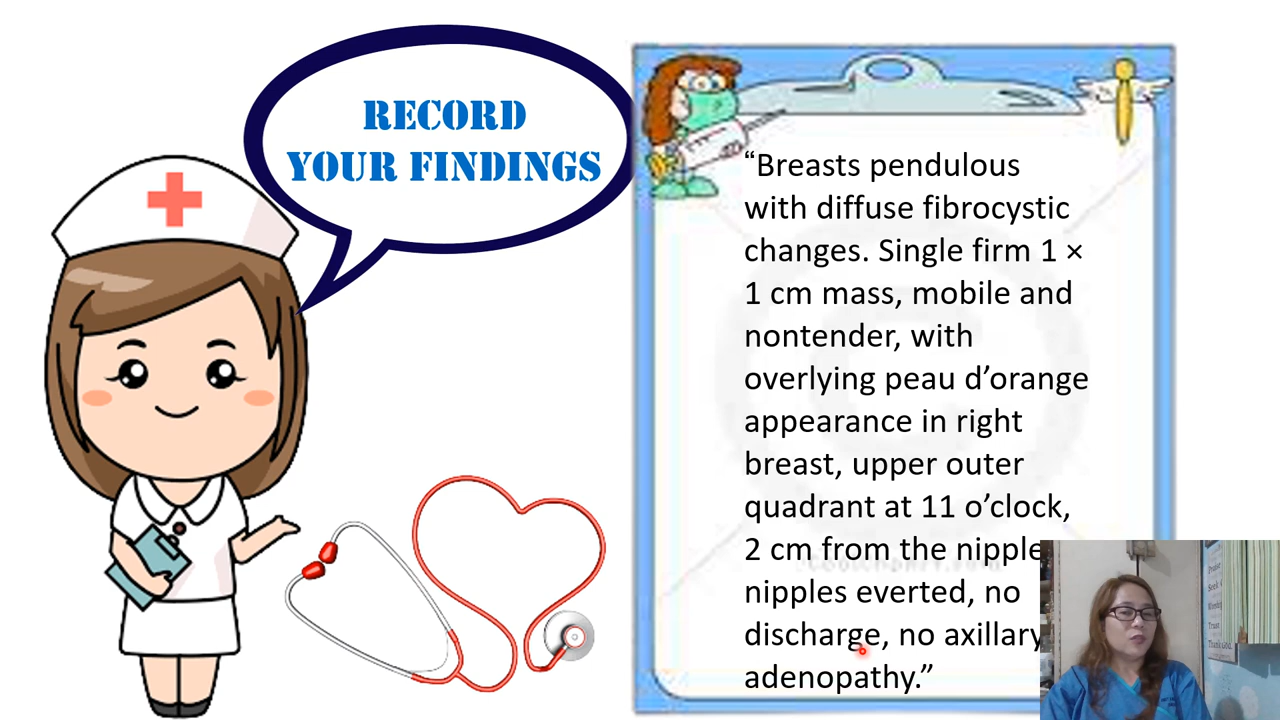 RECORD
YOUR FINDINGS
“Breasts pendulous
with diffuse fibrocystic
changes. Single firm 1 ×
1 cm mass, mobile and
nontender, with
overlying peau d’orange
appearance in right
breast, upper outer
quadrant at 11 o’clock,
2 cm from the nipple
nipples everted, no
discharge, no axillary
adenopathy.”